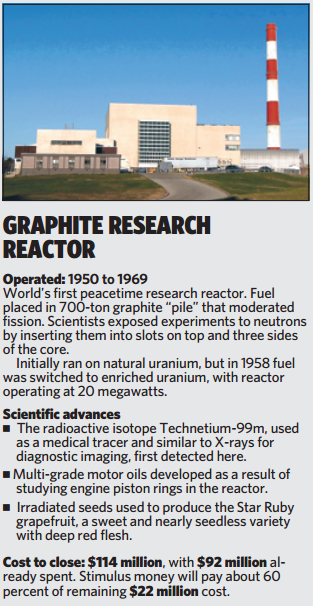 GRAPHITE RESEARCH
REACTOR
Operated: 1950 to 1969
World's first peacetime research reactor. Fuel
placed in 700-ton graphite "pile" that moderated
fission. Scientists exposed experiments to neutrons
by inserting them into slots on top and three sides
of the core.
Initially ran on natural uranium, but in 1958 fuel
was switched to enriched uranium, with reactor
operating at 20 megawatts.
Scientific advances
■ The radioactive isotope Technetium-99m, used
as a medical tracer and similar to X-rays for
diagnostic imaging, first detected here.
■ Multi-grade motor oils developed as a result of
studying engine piston rings in the reactor.
■ Irradiated seeds used to produce the Star Ruby
grapefruit, a sweet and nearly seedless variety
with deep red flesh.
Cost to close: $114 million, with $92 million al-
ready spent. Stimulus money will pay about 60
percent of remaining $22 million cost.